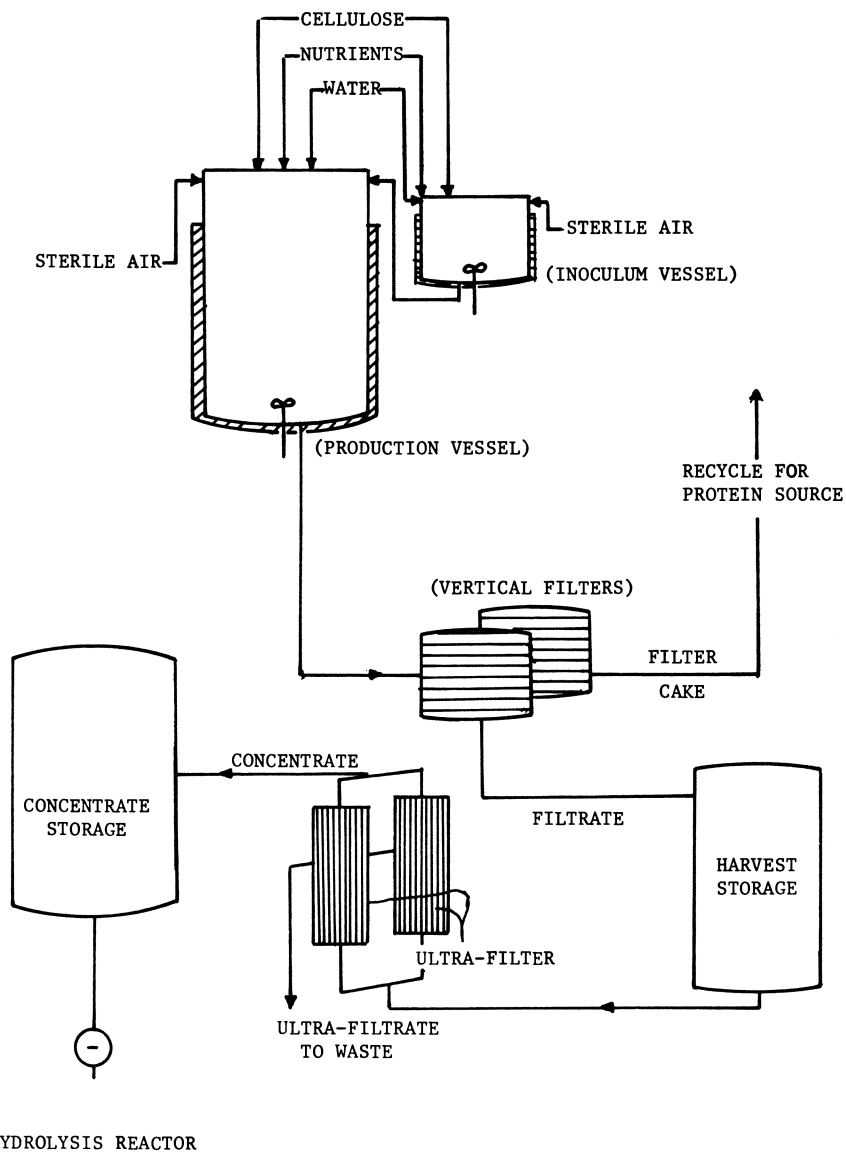 CELLULOSE
NUTRIENTS
WATER
STERILE AIR
STERILE AIR
(INOCULUM VESSEL)
(PRODUCTION VESSEL)
RECYCLE FOR
PROTEIN SOURCE
(VERTICAL FILTERS)
FILTER
CAKE
CONCENTRATE
CONCENTRATE
STORAGE
FILTRATE
HARVEST
STORAGE
ULTRA-FILTER
ULTRA-FILTRATE
TO WASTE
-
YDROLYSIS REACTOR